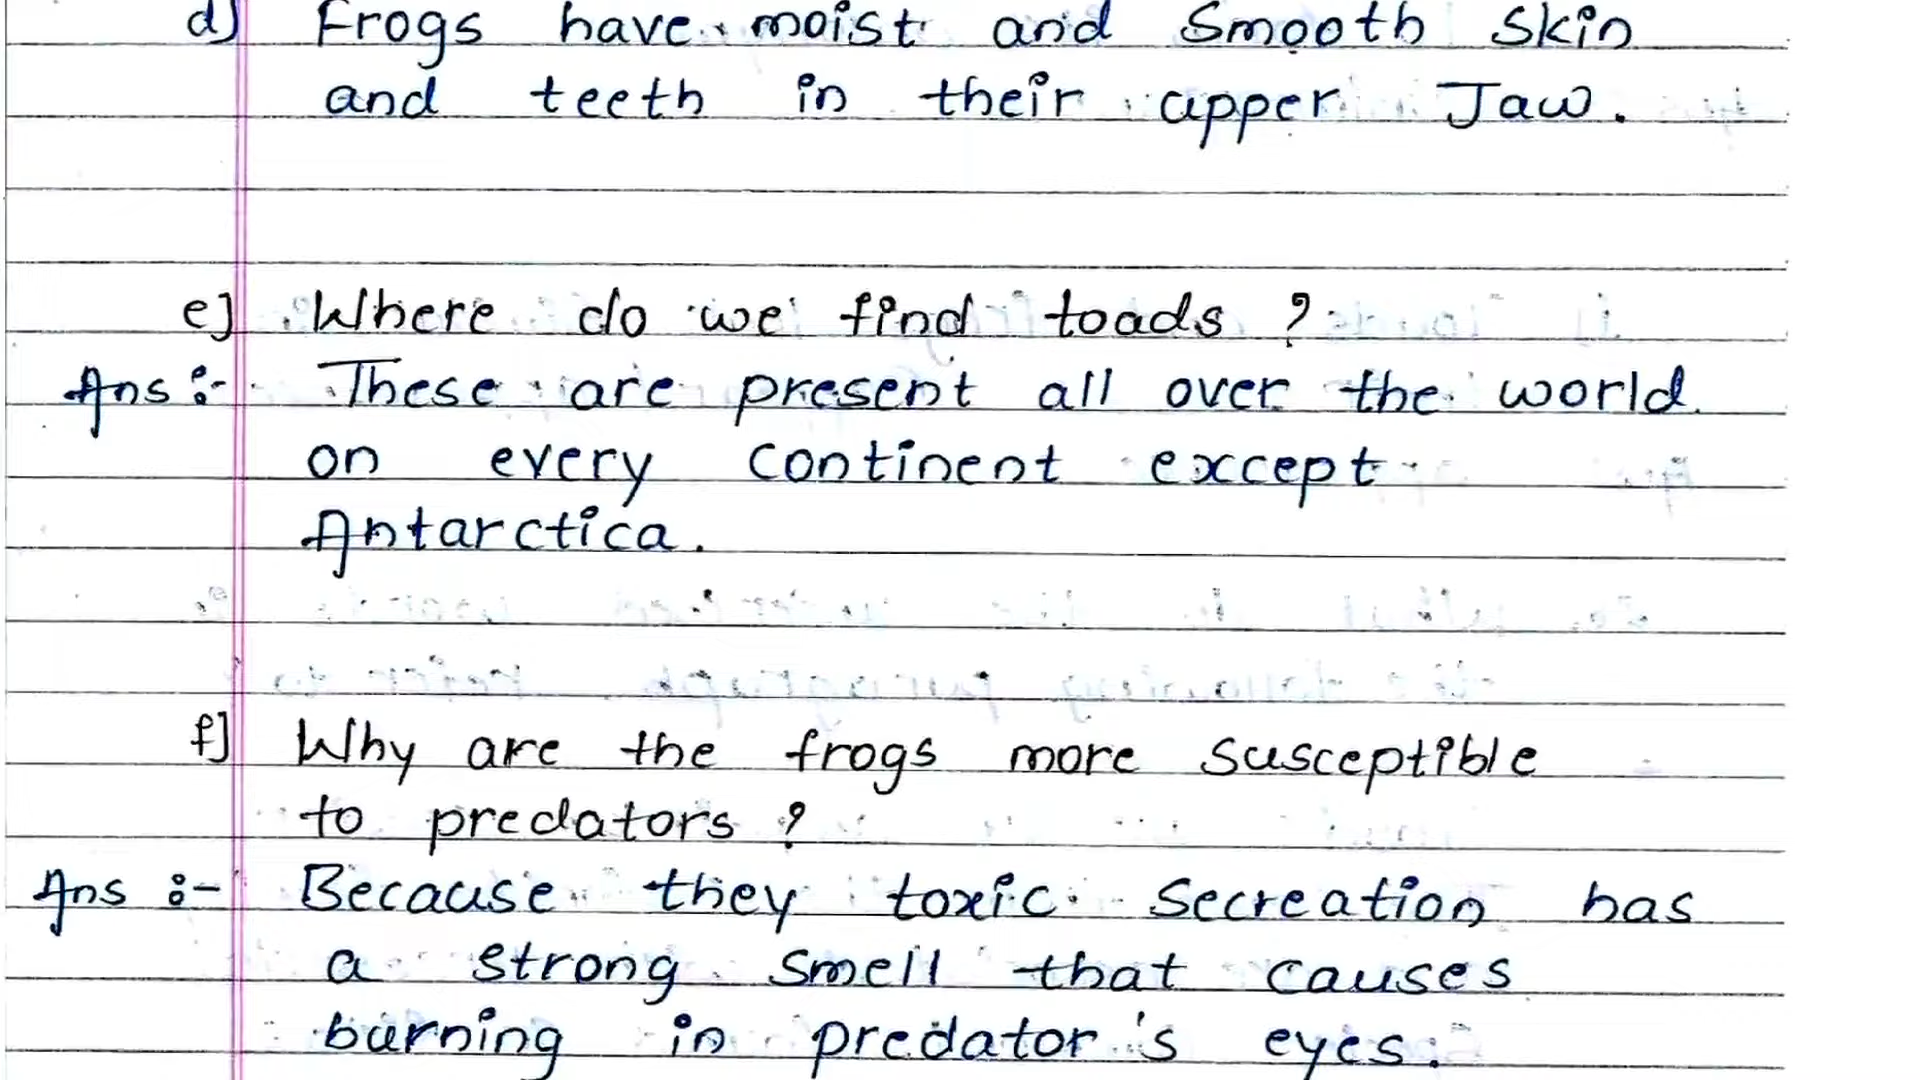 d] Frogs have moist and smooth skin
and teeth in their upper Jaw.
e] Where do we find toads ?
Ans :- These are present all over the world
on every continent except
Antarctica.
f] Why are the frogs more susceptible
to predators ?
Ans :- Because they toxic secreation has
a strong smell that causes
burning in predator's eyes.